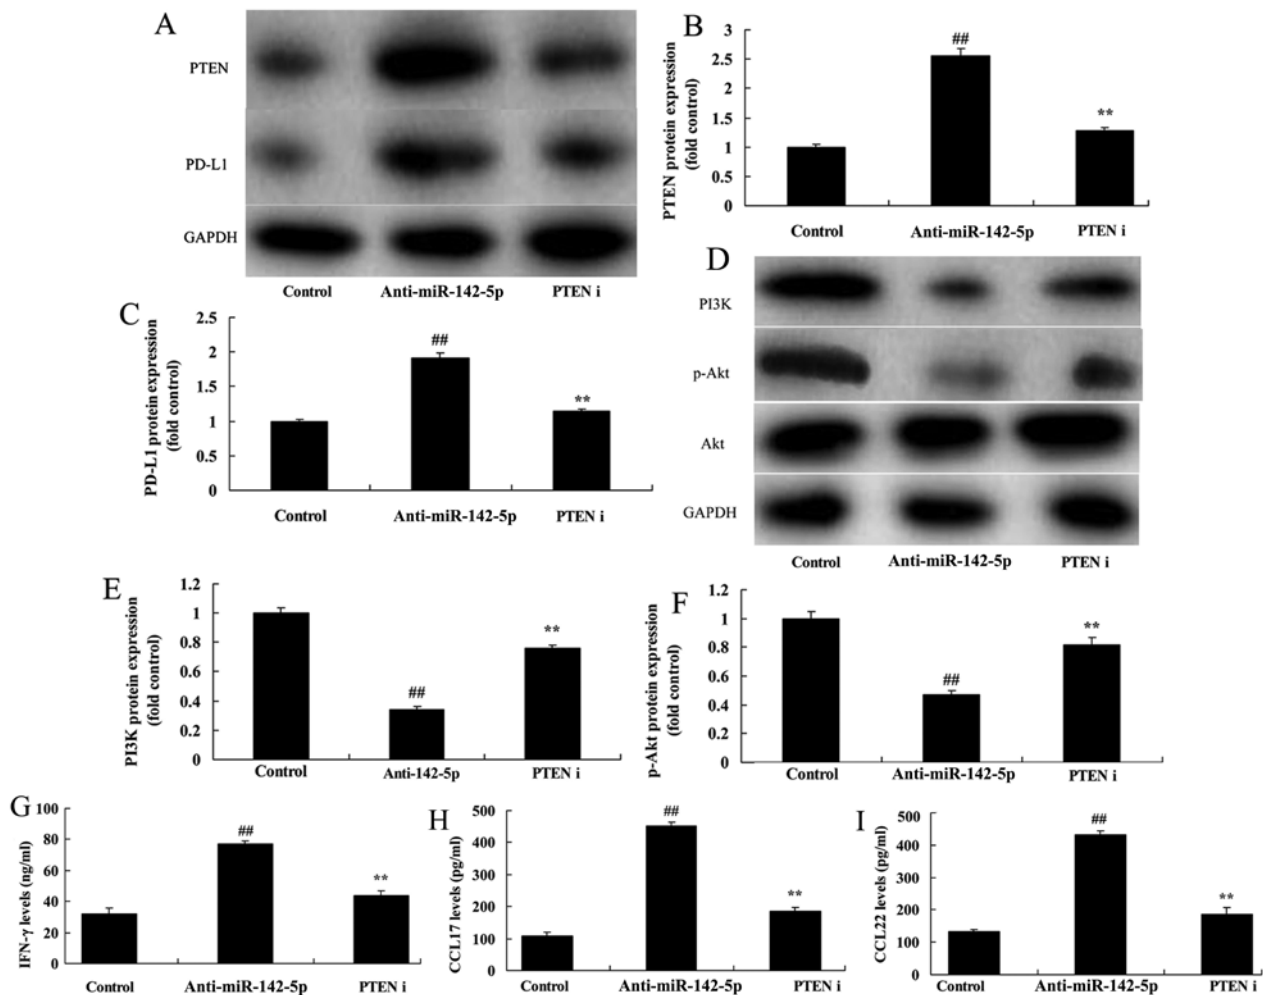 A
PTEN
PD-L1
GAPDH
Control Anti-miR-142-5p PTEN i
B
PTEN protein expression
(fold control)
3
2.5
2
1.5
1
0.5
0
##
**
Control Anti-miR-142-5p PTEN i
C
PD-L1 protein expression
(fold control)
2.5
2
1.5
1
0.5
0
##
**
Control Anti-miR-142-5p PTEN i
D
PI3K
p-Akt
Akt
GAPDH
Control Anti-miR-142-5p PTEN i
E
PI3K protein expression
(fold control)
1.2
1
0.8
0.6
0.4
0.2
0
##
**
Control Anti-142-5p PTEN i
F
p-Akt protein expression
(fold control)
1.2
1
0.8
0.6
0.4
0.2
0
##
**
Control Anti-miR-142-5p PTEN i
G
IFN-γ levels (ng/ml)
100
80
60
40
20
0
##
**
Control Anti-miR-142-5p PTEN i
H
CCL17 levels (pg/ml)
500
400
300
200
100
0
##
**
Control Anti-miR-142-5p PTEN i
I
CCL22 levels (pg/ml)
500
400
300
200
100
0
##
**
Control Anti-miR-142-5p PTEN i